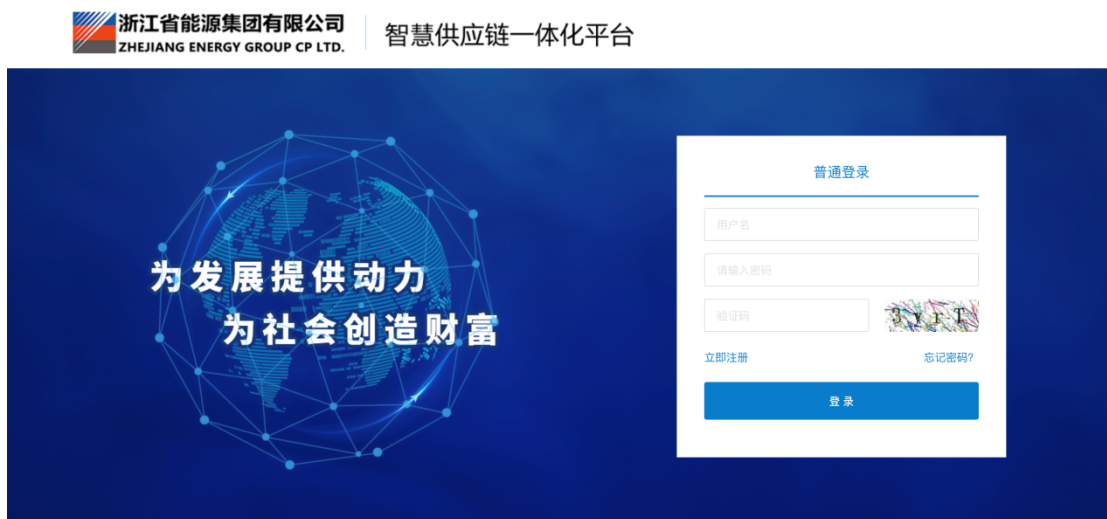 浙江省能源集团有限公司
ZHEJIANG ENERGY GROUP CP LTD.
智慧供应链一体化平台
为发展提供动力
为社会创造财富
普通登录
用户名
请输入密码
验证码
立即注册
忘记密码?
登 录